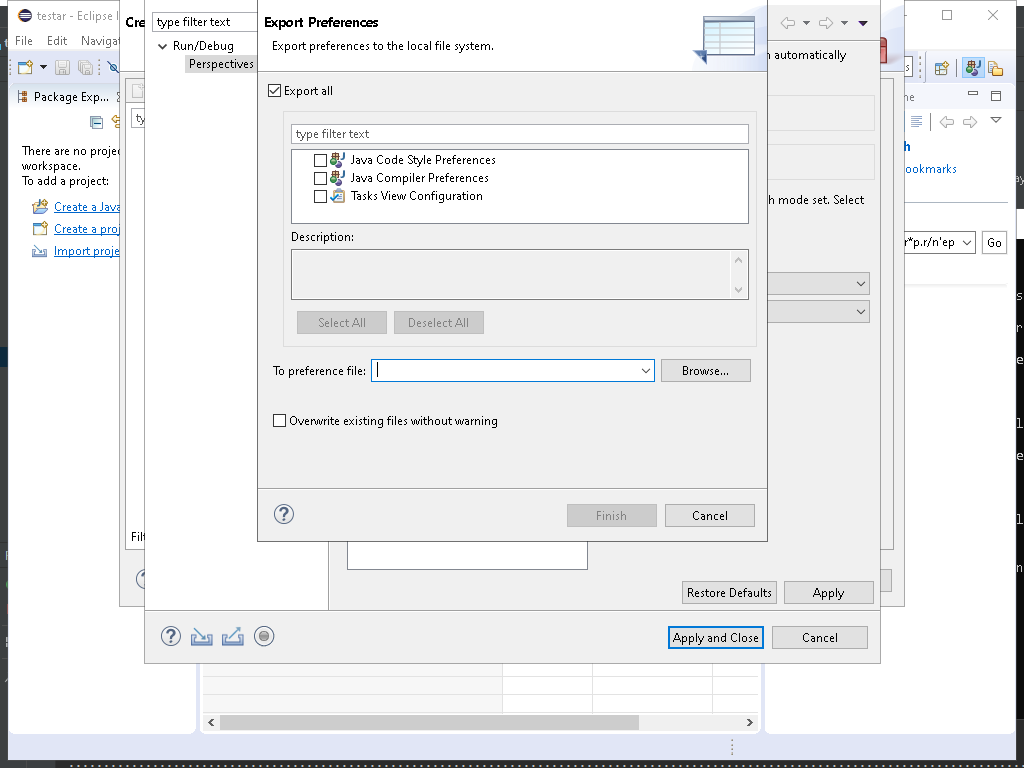 testar - Eclipse I
File Edit Navigat
Package Exp...
There are no proje
workspace.
To add a project:
Create a Java
Create a proj
Import proje
Cre
type filter text
Run/Debug
Perspectives
ty
Filt
Export Preferences
Export preferences to the local file system.
Export all
type filter text
Java Code Style Preferences
Java Compiler Preferences
Tasks View Configuration
Description:
Select All Deselect All
To preference file: Browse...
Overwrite existing files without warning
Finish Cancel
n automatically
h mode set. Select
Restore Defaults Apply
Apply and Close Cancel
ne
h
ookmarks
r*p.r/n'ep Go